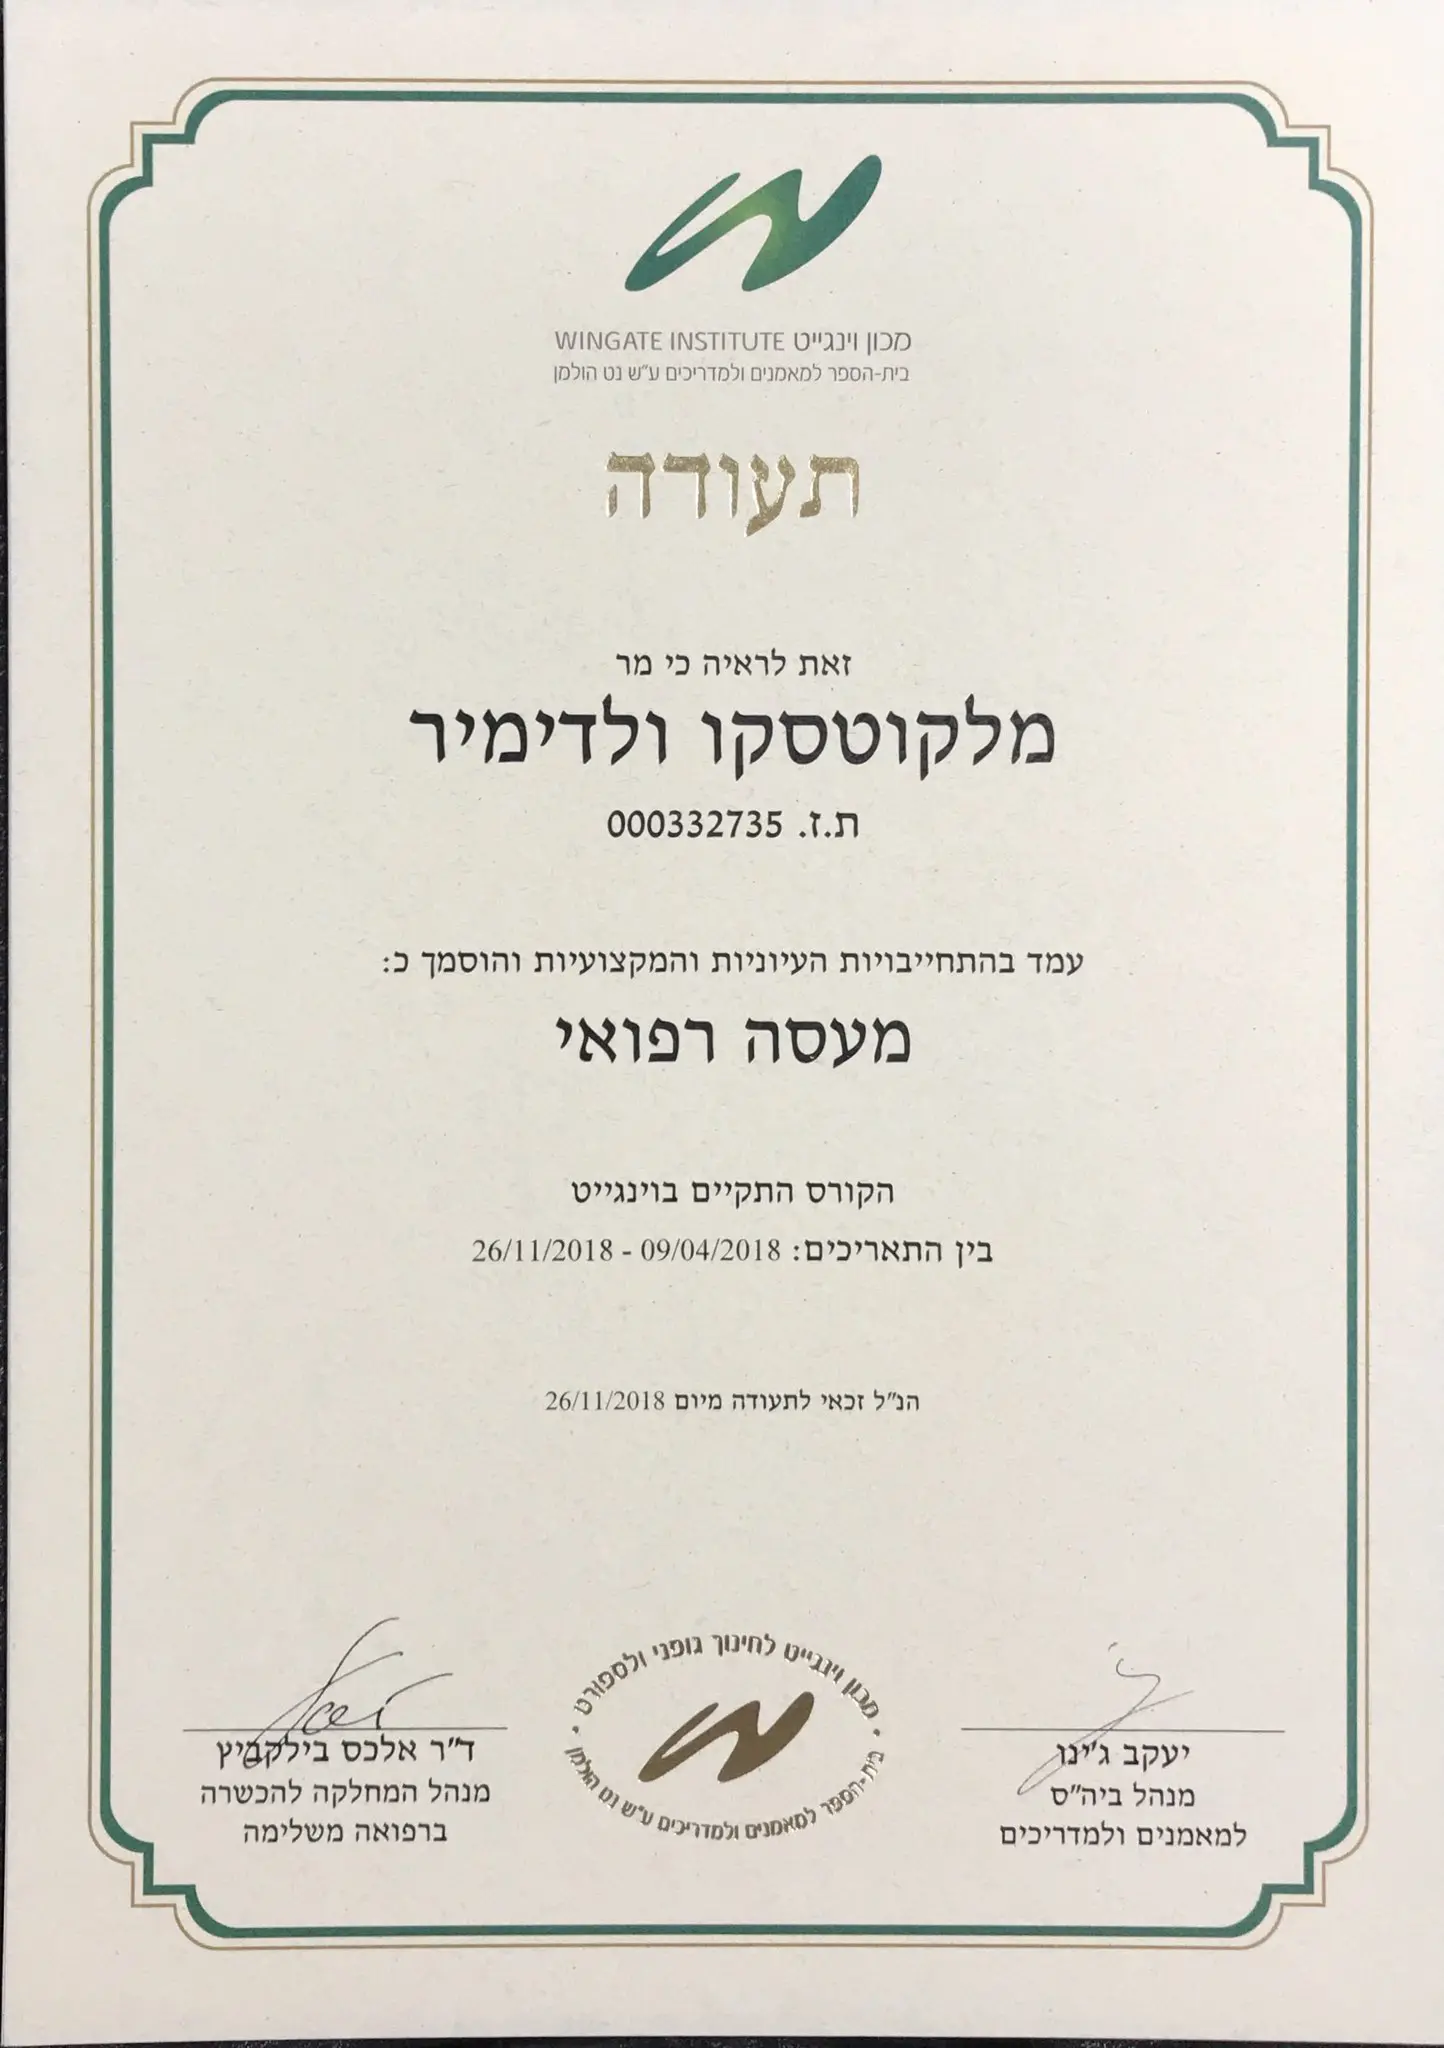 מכון וינגייט WINGATE INSTITUTE
בית-הספר למאמנים ולמדריכים ע"ש נט הולמן
תעודה
זאת לראיה כי מר
מלקוטסקו ולדימיר
ת.ז. 000332735
עמד בהתחייבויות העיוניות והמקצועיות והוסמך כ:
מעסה רפואי
הקורס התקיים בוינגייט
בין התאריכים: 09/04/2018 - 26/11/2018
הנ"ל זכאי לתעודה מיום 26/11/2018
יעקב ג'ינו
מנהל ביה"ס
למאמנים ולמדריכים
מכון וינגייט לחינוך גופני ולספורט
בית-הספר למאמנים ולמדריכים ע"ש נט הולמן
ד"ר אלכס בילקביץ
מנהל המחלקה להכשרה
ברפואה משלימה